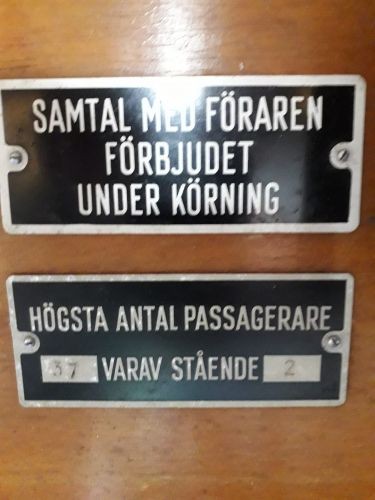 SAMTAL MED FÖRAREN
FÖRBJUDET
UNDER KÖRNING
HÖGSTA ANTAL PASSAGERARE
37 VARAV STÅENDE 2